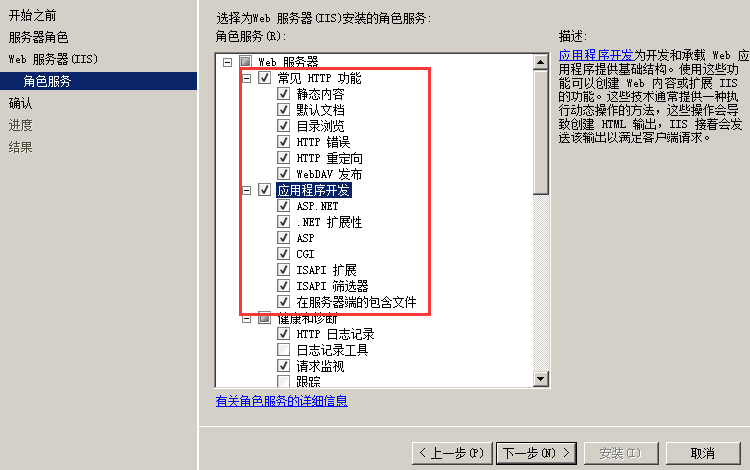 开始之前
服务器角色
Web 服务器(IIS)
角色服务
确认
进度
结果
选择为Web 服务器(IIS)安装的角色服务:
角色服务(R):
Web 服务器
常见 HTTP 功能
静态内容
默认文档
目录浏览
HTTP 错误
HTTP 重定向
WebDAV 发布
应用程序开发
ASP.NET
.NET 扩展性
ASP
CGI
ISAPI 扩展
ISAPI 筛选器
在服务器端的包含文件
健康和诊断
HTTP 日志记录
日志记录工具
请求监视
跟踪
有关角色服务的详细信息
描述:
应用程序开发为开发和承载 Web 应
用程序提供基础结构。使用这些功
能可以创建 Web 内容或扩展 IIS
的功能。这些技术通常提供一种执
行动态操作的方法，这些操作会导
致创建 HTML 输出，IIS 接着会发
送该输出以满足客户端请求。
< 上一步(P)
下一步(N) >
安装(I)
取消